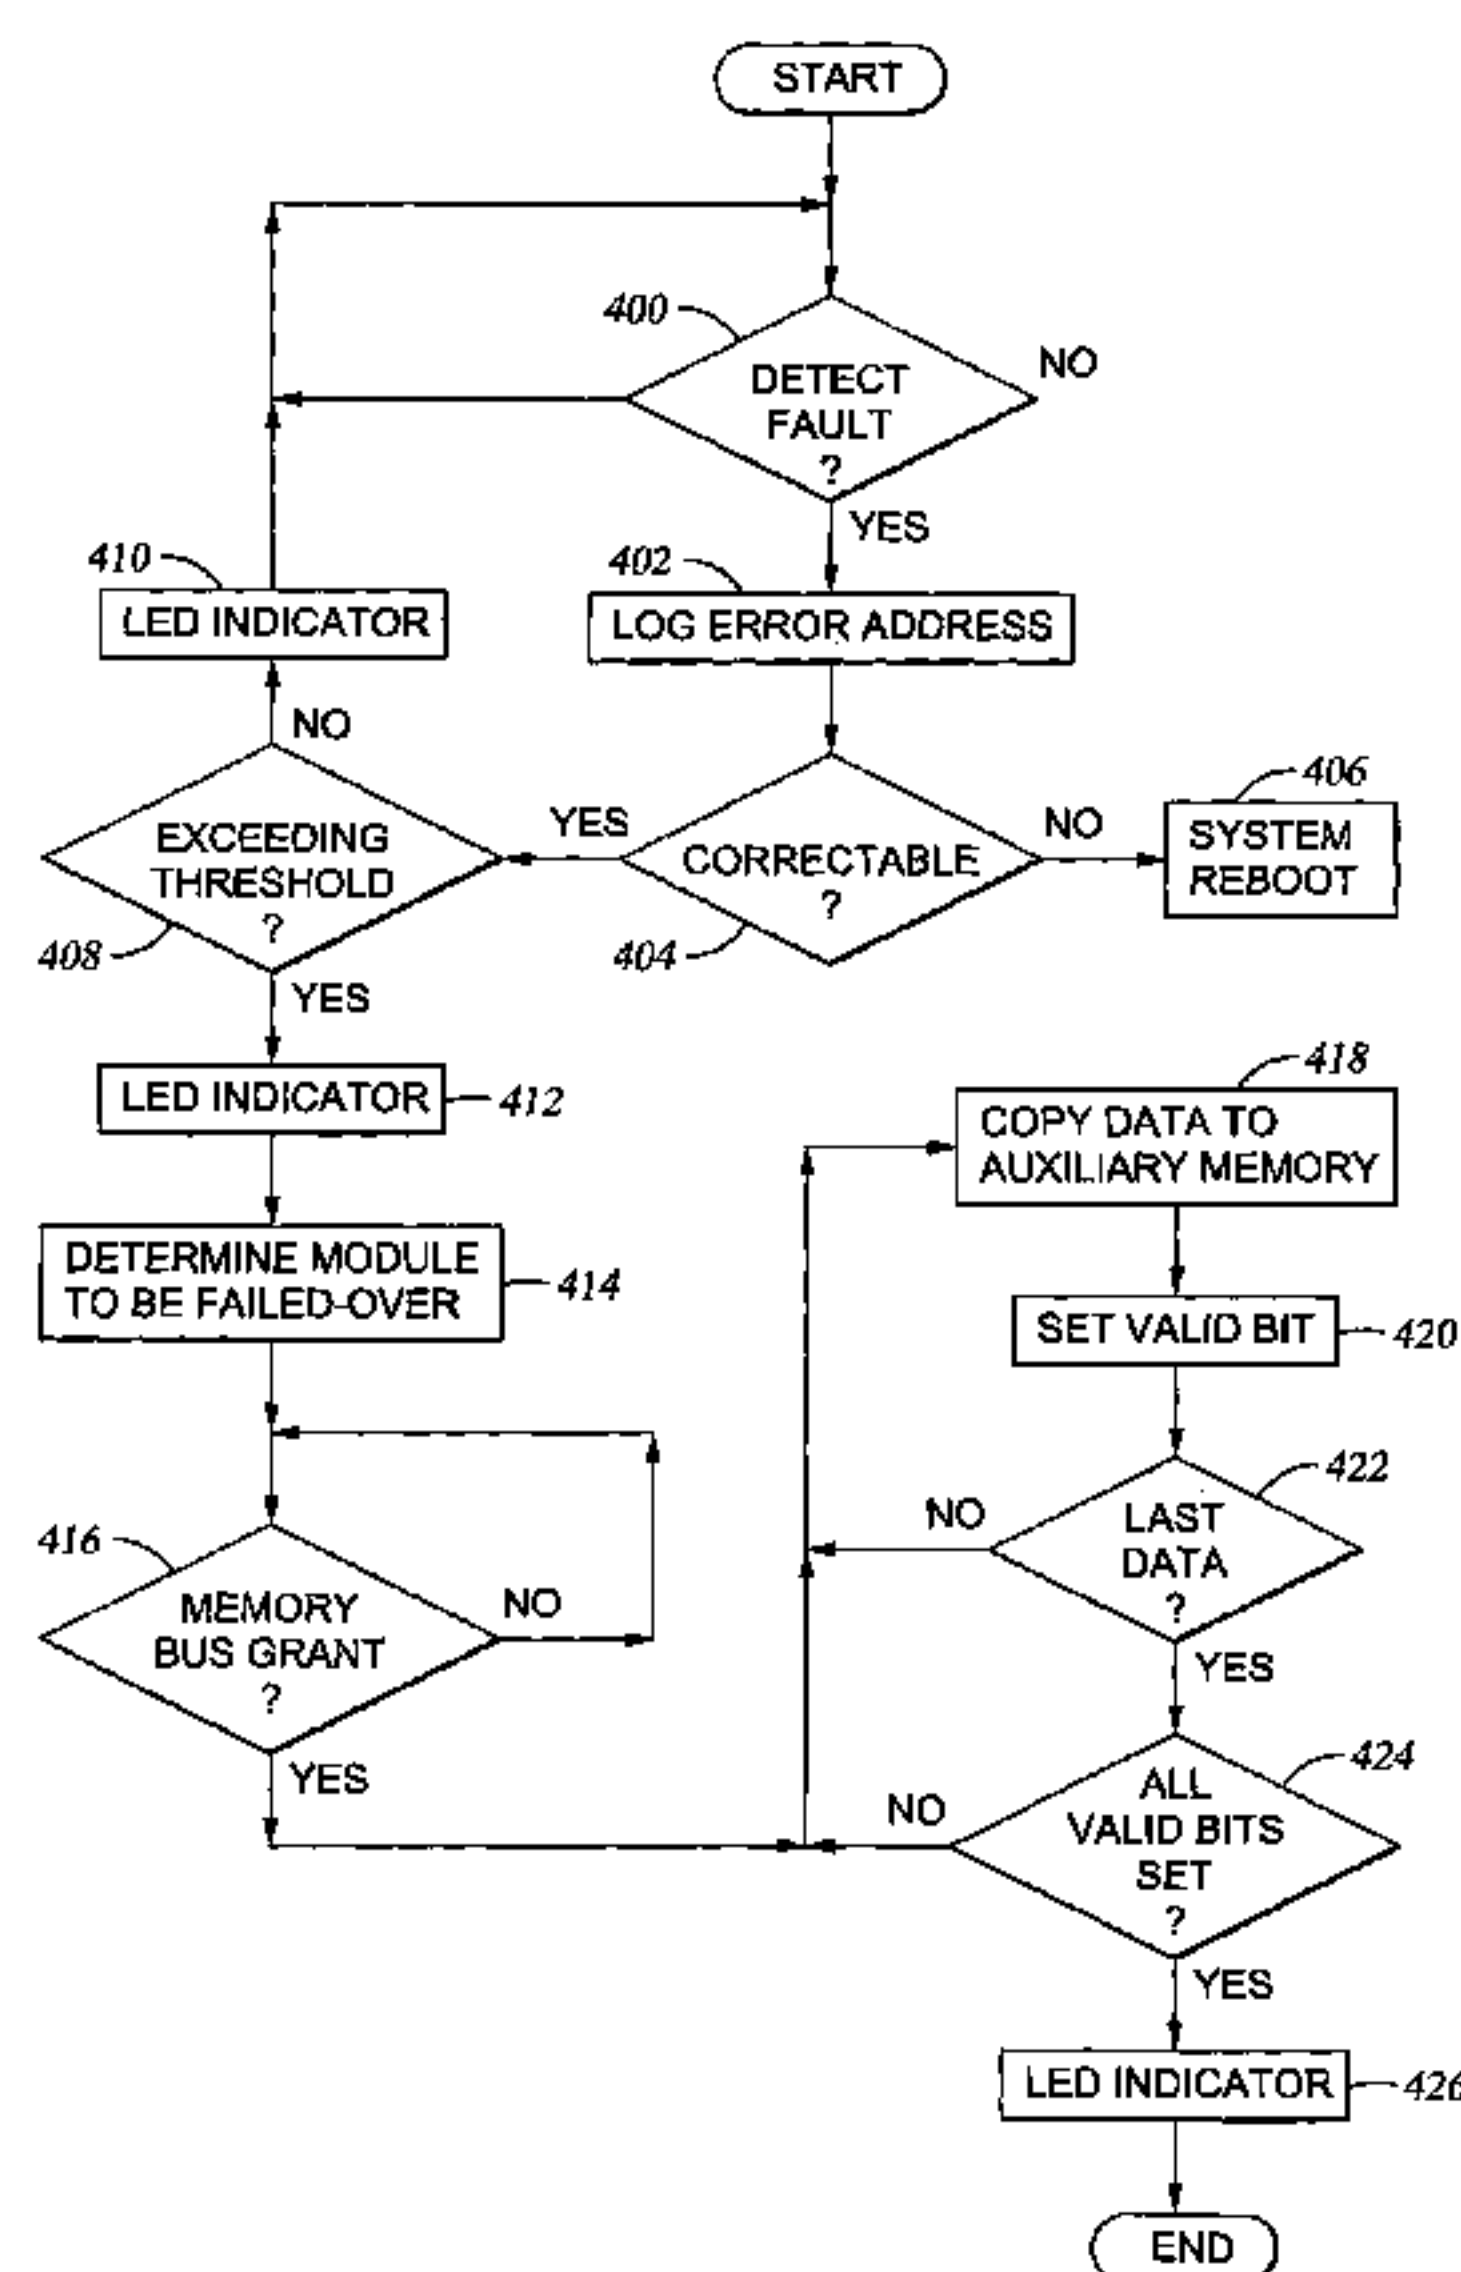 START
400
DETECT
FAULT
?
NO
YES
410
402
LED INDICATOR
LOG ERROR ADDRESS
NO
406
EXCEEDING
THRESHOLD
?
YES
CORRECTABLE
?
NO
SYSTEM
REBOOT
408
404
YES
LED INDICATOR
412
418
COPY DATA TO
AUXILIARY MEMORY
DETERMINE MODULE
TO BE FAILED-OVER
414
SET VALID BIT
420
422
416
MEMORY
BUS GRANT
?
NO
NO
LAST
DATA
?
YES
YES
424
NO
ALL
VALID BITS
SET
?
YES
LED INDICATOR
426
END